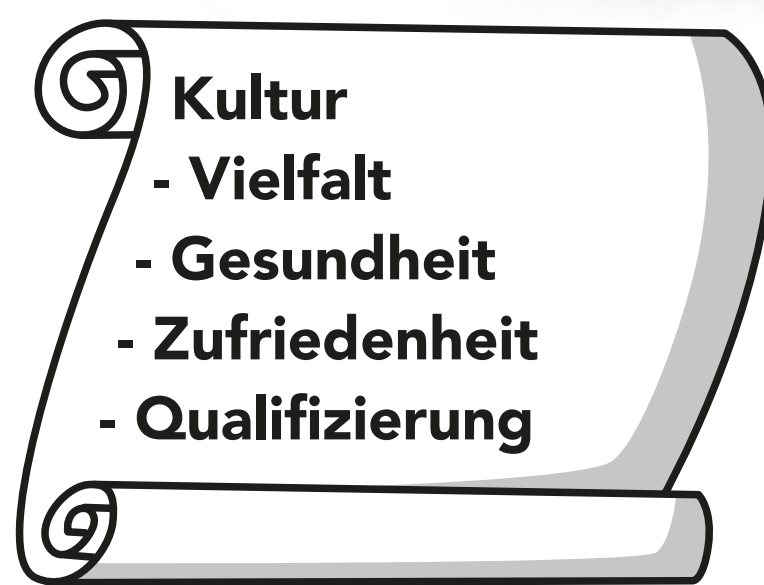 Kultur
- Vielfalt
- Gesundheit
- Zufriedenheit
- Qualifizierung